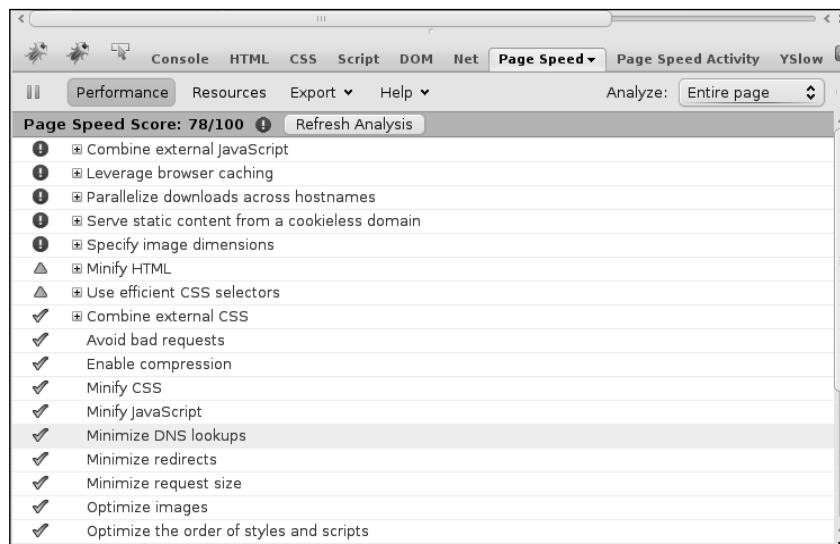 Console HTML CSS Script DOM Net Page Speed Page Speed Activity YSlow
Performance Resources Export Help Analyze: Entire page
Page Speed Score: 78/100 Refresh Analysis
Combine external JavaScript
Leverage browser caching
Parallelize downloads across hostnames
Serve static content from a cookieless domain
Specify image dimensions
Minify HTML
Use efficient CSS selectors
Combine external CSS
Avoid bad requests
Enable compression
Minify CSS
Minify JavaScript
Minimize DNS lookups
Minimize redirects
Minimize request size
Optimize images
Optimize the order of styles and scripts